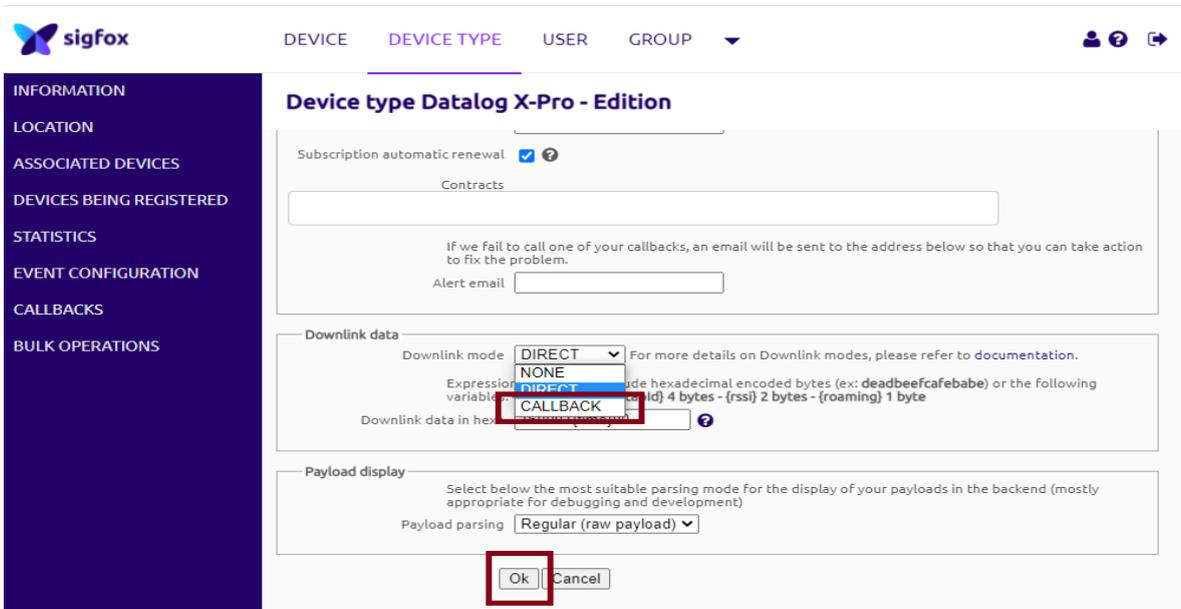 sigfox
DEVICE DEVICE TYPE USER GROUP
INFORMATION
LOCATION
ASSOCIATED DEVICES
DEVICES BEING REGISTERED
STATISTICS
EVENT CONFIGURATION
CALLBACKS
BULK OPERATIONS
Device type Datalog X-Pro - Edition
Subscription automatic renewal
Contracts
If we fail to call one of your callbacks, an email will be sent to the address below so that you can take action
to fix the problem.
Alert email
Downlink data
Downlink mode DIRECT For more details on Downlink modes, please refer to documentation.
NONE
DIRECT
CALLBACK
hexadecimal encoded bytes (ex: deadbeefcafebabe) or the following
4 bytes - {rssi} 2 bytes - {roaming} 1 byte
Downlink data in
Payload display
Select below the most suitable parsing mode for the display of your payloads in the backend (mostly
appropriate for debugging and development)
Payload parsing Regular (raw payload)
Ok Cancel